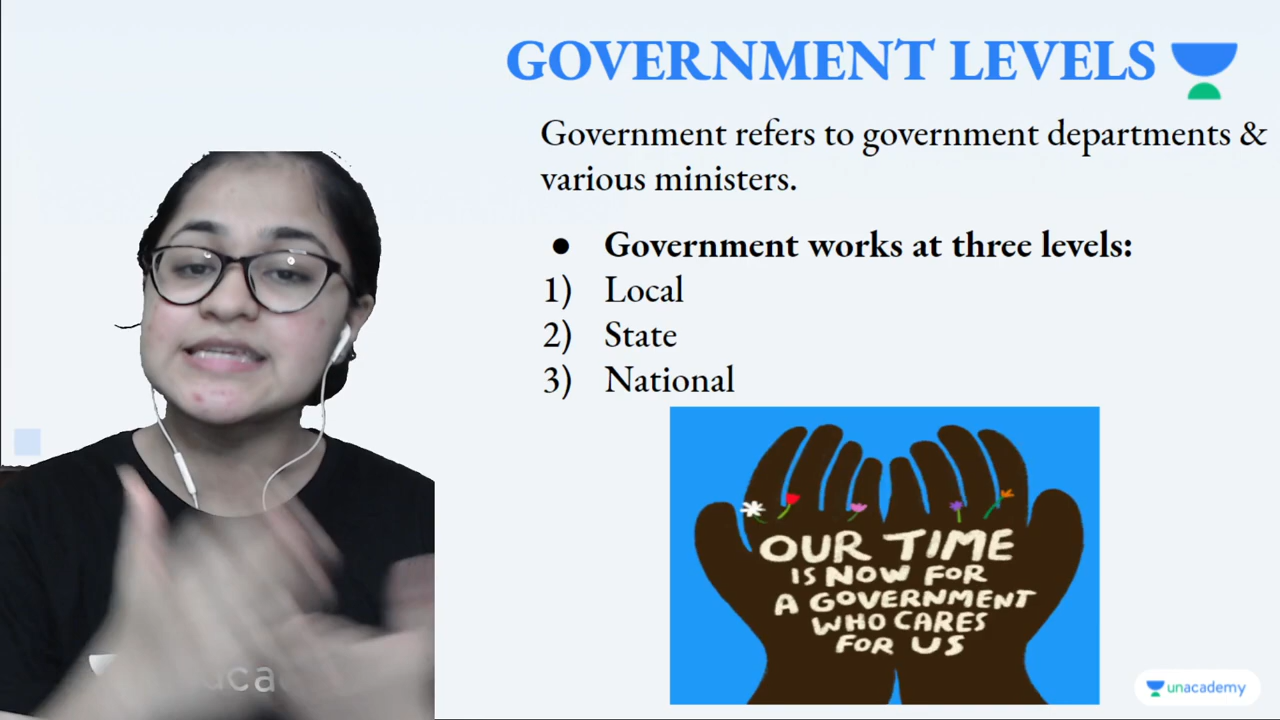 GOVERNMENT LEVELS
Government refers to government departments &
various ministers.
● Government works at three levels:
1) Local
2) State
3) National
OUR TIME
IS NOW FOR
A GOVERNMENT
WHO CARES
FOR US
unacademy